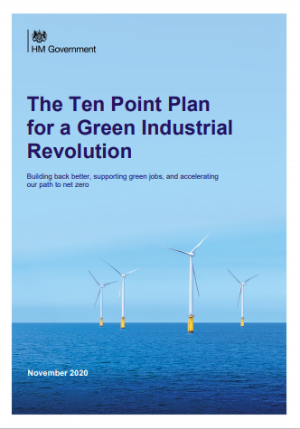 HM Government
The Ten Point Plan
for a Green Industrial
Revolution
Building back better, supporting green jobs, and accelerating
our path to net zero
November 2020